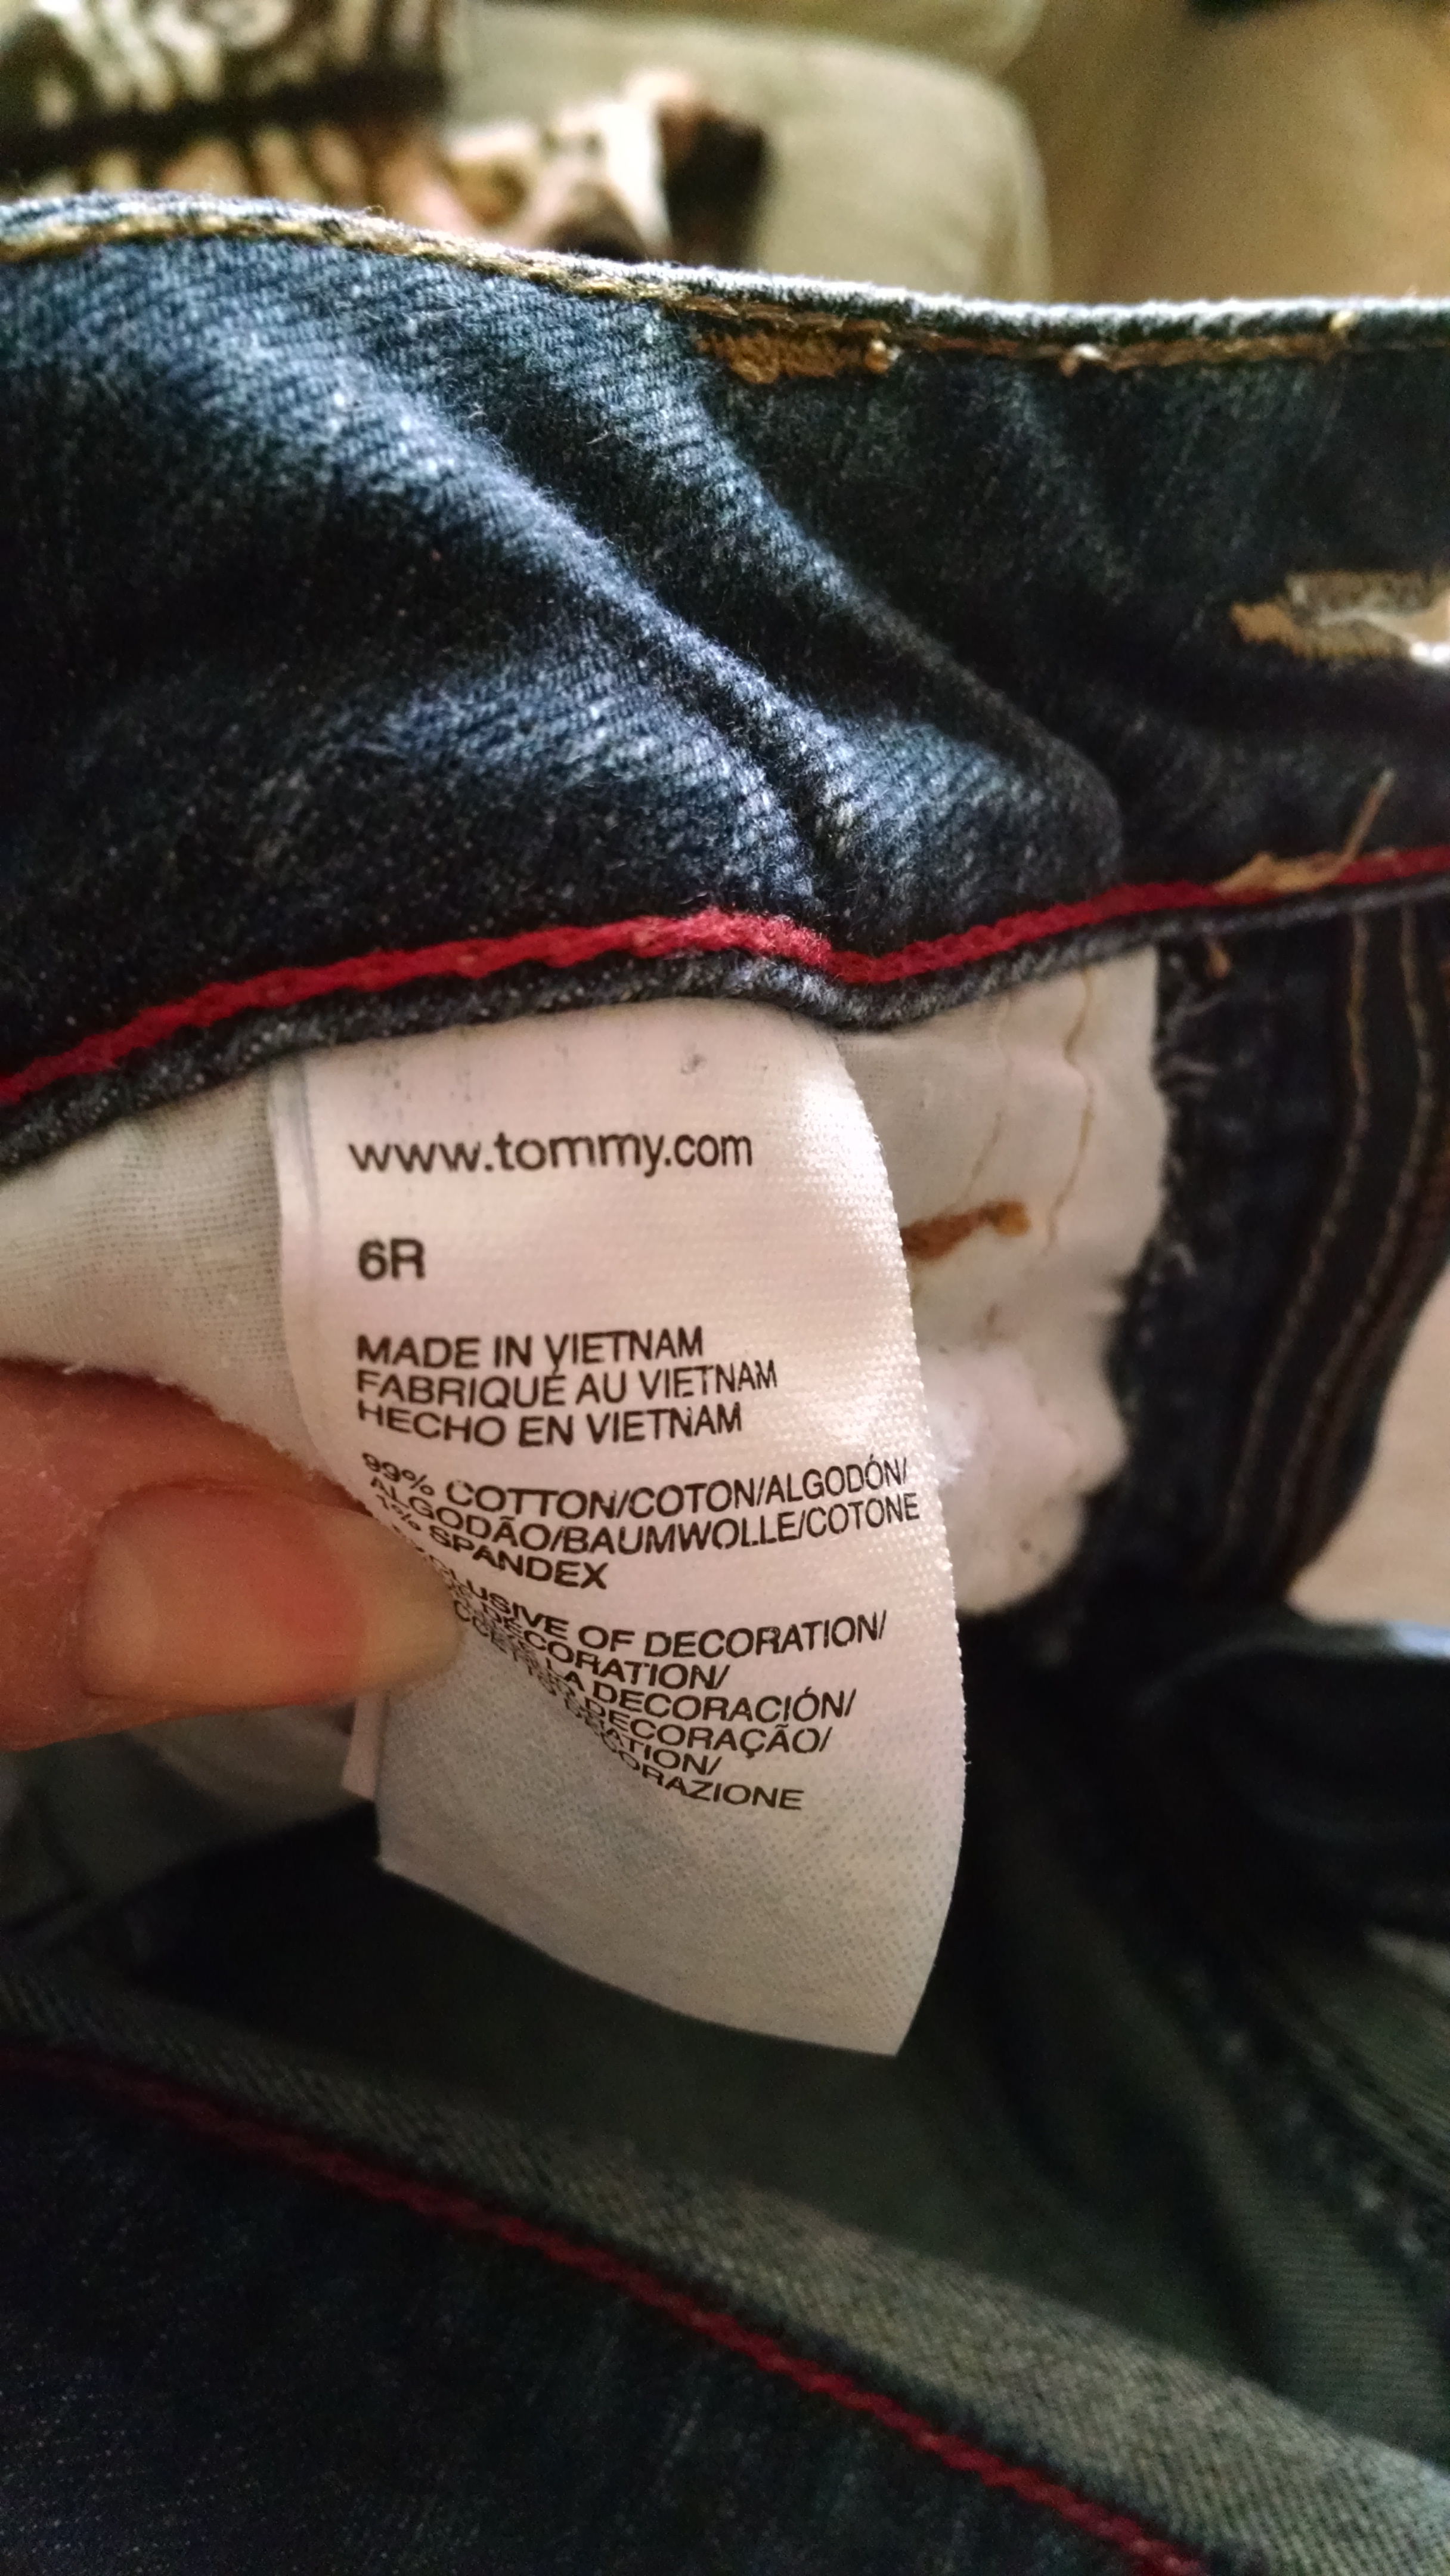 www.tommy.com
6R
MADE IN VIETNAM
FABRIQUÉ AU VIETNAM
HECHO EN VIETNAM
99% COTTON/COTON/ALGODÓN/
ALGODÃO/BAUMWOLLE/COTONE
1% SPANDEX
OF DECORATION/
DECORATION/
LA DECORACIÓN/
DECORAÇÃO/